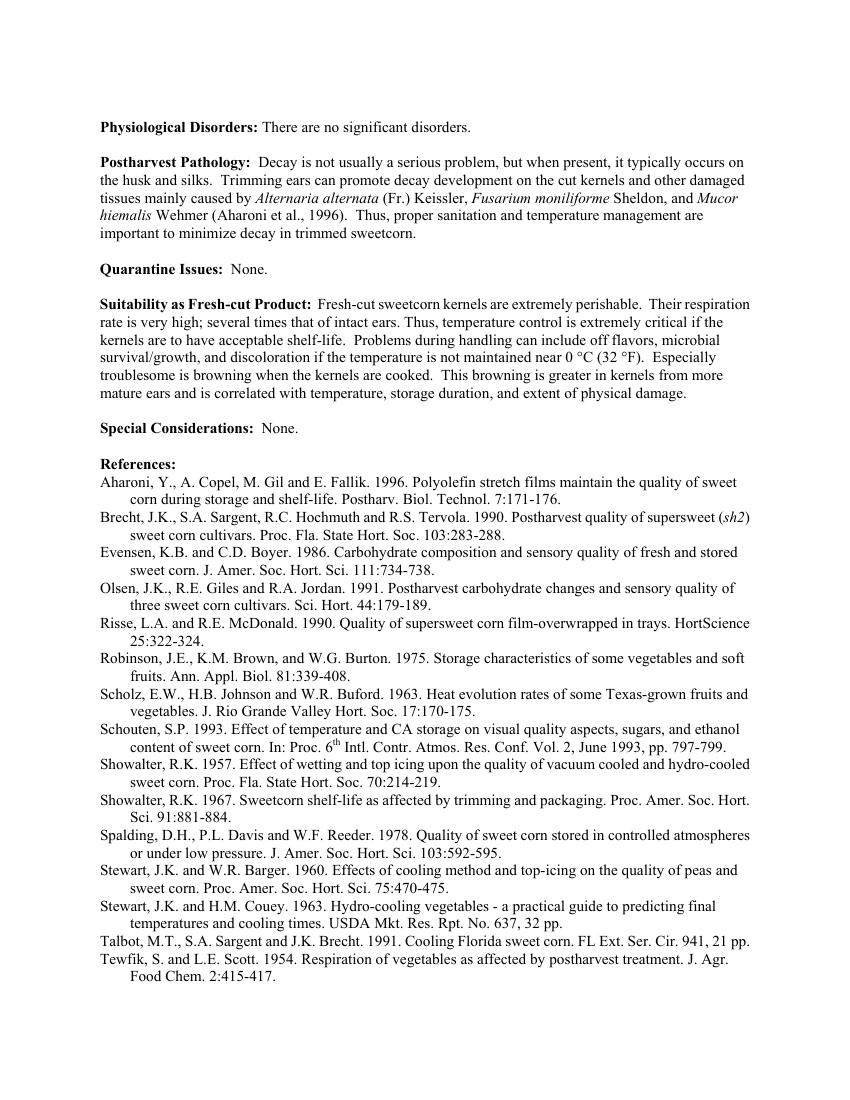 Physiological Disorders: There are no significant disorders.
Postharvest Pathology:  Decay is not usually a serious problem, but when present, it typically occurs on
the husk and silks.  Trimming ears can promote decay development on the cut kernels and other damaged
tissues mainly caused by Alternaria alternata (Fr.) Keissler, Fusarium moniliforme Sheldon, and Mucor
hiemalis Wehmer (Aharoni et al., 1996).  Thus, proper sanitation and temperature management are
important to minimize decay in trimmed sweetcorn.
Quarantine Issues:  None.
Suitability as Fresh-cut Product:  Fresh-cut sweetcorn kernels are extremely perishable.  Their respiration
rate is very high; several times that of intact ears. Thus, temperature control is extremely critical if the
kernels are to have acceptable shelf-life.  Problems during handling can include off flavors, microbial
survival/growth, and discoloration if the temperature is not maintained near 0 °C (32 °F).  Especially
troublesome is browning when the kernels are cooked.  This browning is greater in kernels from more
mature ears and is correlated with temperature, storage duration, and extent of physical damage.
Special Considerations:  None.
References:
Aharoni, Y., A. Copel, M. Gil and E. Fallik. 1996. Polyolefin stretch films maintain the quality of sweet
corn during storage and shelf-life. Postharv. Biol. Technol. 7:171-176.
Brecht, J.K., S.A. Sargent, R.C. Hochmuth and R.S. Tervola. 1990. Postharvest quality of supersweet (sh2)
sweet corn cultivars. Proc. Fla. State Hort. Soc. 103:283-288.
Evensen, K.B. and C.D. Boyer. 1986. Carbohydrate composition and sensory quality of fresh and stored
sweet corn. J. Amer. Soc. Hort. Sci. 111:734-738.
Olsen, J.K., R.E. Giles and R.A. Jordan. 1991. Postharvest carbohydrate changes and sensory quality of
three sweet corn cultivars. Sci. Hort. 44:179-189.
Risse, L.A. and R.E. McDonald. 1990. Quality of supersweet corn film-overwrapped in trays. HortScience
25:322-324.
Robinson, J.E., K.M. Brown, and W.G. Burton. 1975. Storage characteristics of some vegetables and soft
fruits. Ann. Appl. Biol. 81:339-408.
Scholz, E.W., H.B. Johnson and W.R. Buford. 1963. Heat evolution rates of some Texas-grown fruits and
vegetables. J. Rio Grande Valley Hort. Soc. 17:170-175.
Schouten, S.P. 1993. Effect of temperature and CA storage on visual quality aspects, sugars, and ethanol
content of sweet corn. In: Proc. 6th Intl. Contr. Atmos. Res. Conf. Vol. 2, June 1993, pp. 797-799.
Showalter, R.K. 1957. Effect of wetting and top icing upon the quality of vacuum cooled and hydro-cooled
sweet corn. Proc. Fla. State Hort. Soc. 70:214-219.
Showalter, R.K. 1967. Sweetcorn shelf-life as affected by trimming and packaging. Proc. Amer. Soc. Hort.
Sci. 91:881-884.
Spalding, D.H., P.L. Davis and W.F. Reeder. 1978. Quality of sweet corn stored in controlled atmospheres
or under low pressure. J. Amer. Soc. Hort. Sci. 103:592-595.
Stewart, J.K. and W.R. Barger. 1960. Effects of cooling method and top-icing on the quality of peas and
sweet corn. Proc. Amer. Soc. Hort. Sci. 75:470-475.
Stewart, J.K. and H.M. Couey. 1963. Hydro-cooling vegetables - a practical guide to predicting final
temperatures and cooling times. USDA Mkt. Res. Rpt. No. 637, 32 pp.
Talbot, M.T., S.A. Sargent and J.K. Brecht. 1991. Cooling Florida sweet corn. FL Ext. Ser. Cir. 941, 21 pp.
Tewfik, S. and L.E. Scott. 1954. Respiration of vegetables as affected by postharvest treatment. J. Agr.
Food Chem. 2:415-417.